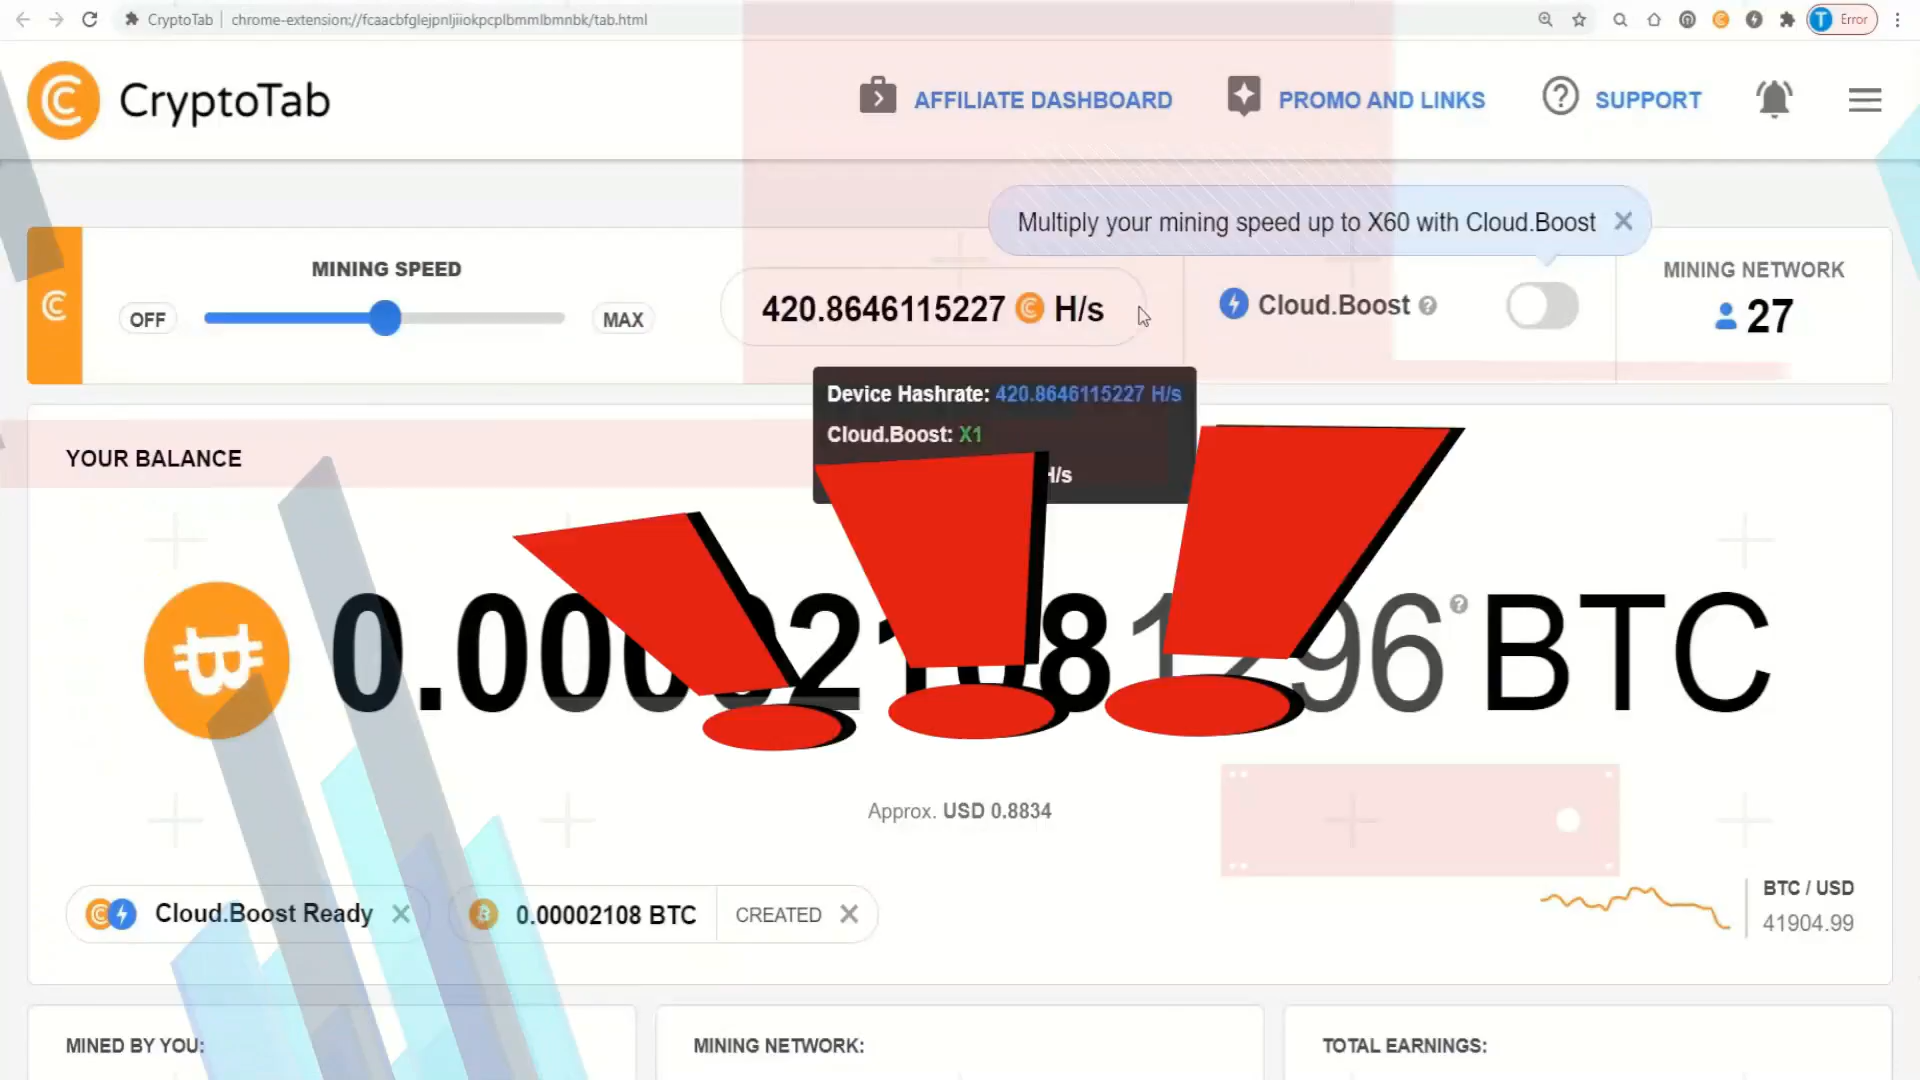 CryptoTab
chrome-extension://fcaacbfglejpnljiiokpcplbmmlbmnbk/tab.html
T Error
CryptoTab
AFFILIATE DASHBOARD
PROMO AND LINKS
SUPPORT
Multiply your mining speed up to X60 with Cloud.Boost
MINING SPEED
OFF
MAX
420.8646115227 H/s
Cloud.Boost
MINING NETWORK
27
Device Hashrate: 420.8646115227 H/s
Cloud.Boost: X1
H/s
YOUR BALANCE
!!!
0.00002108 1296 BTC
Approx. USD 0.8834
Cloud.Boost Ready
0.00002108 BTC
CREATED
BTC / USD
41904.99
MINED BY YOU:
MINING NETWORK:
TOTAL EARNINGS: